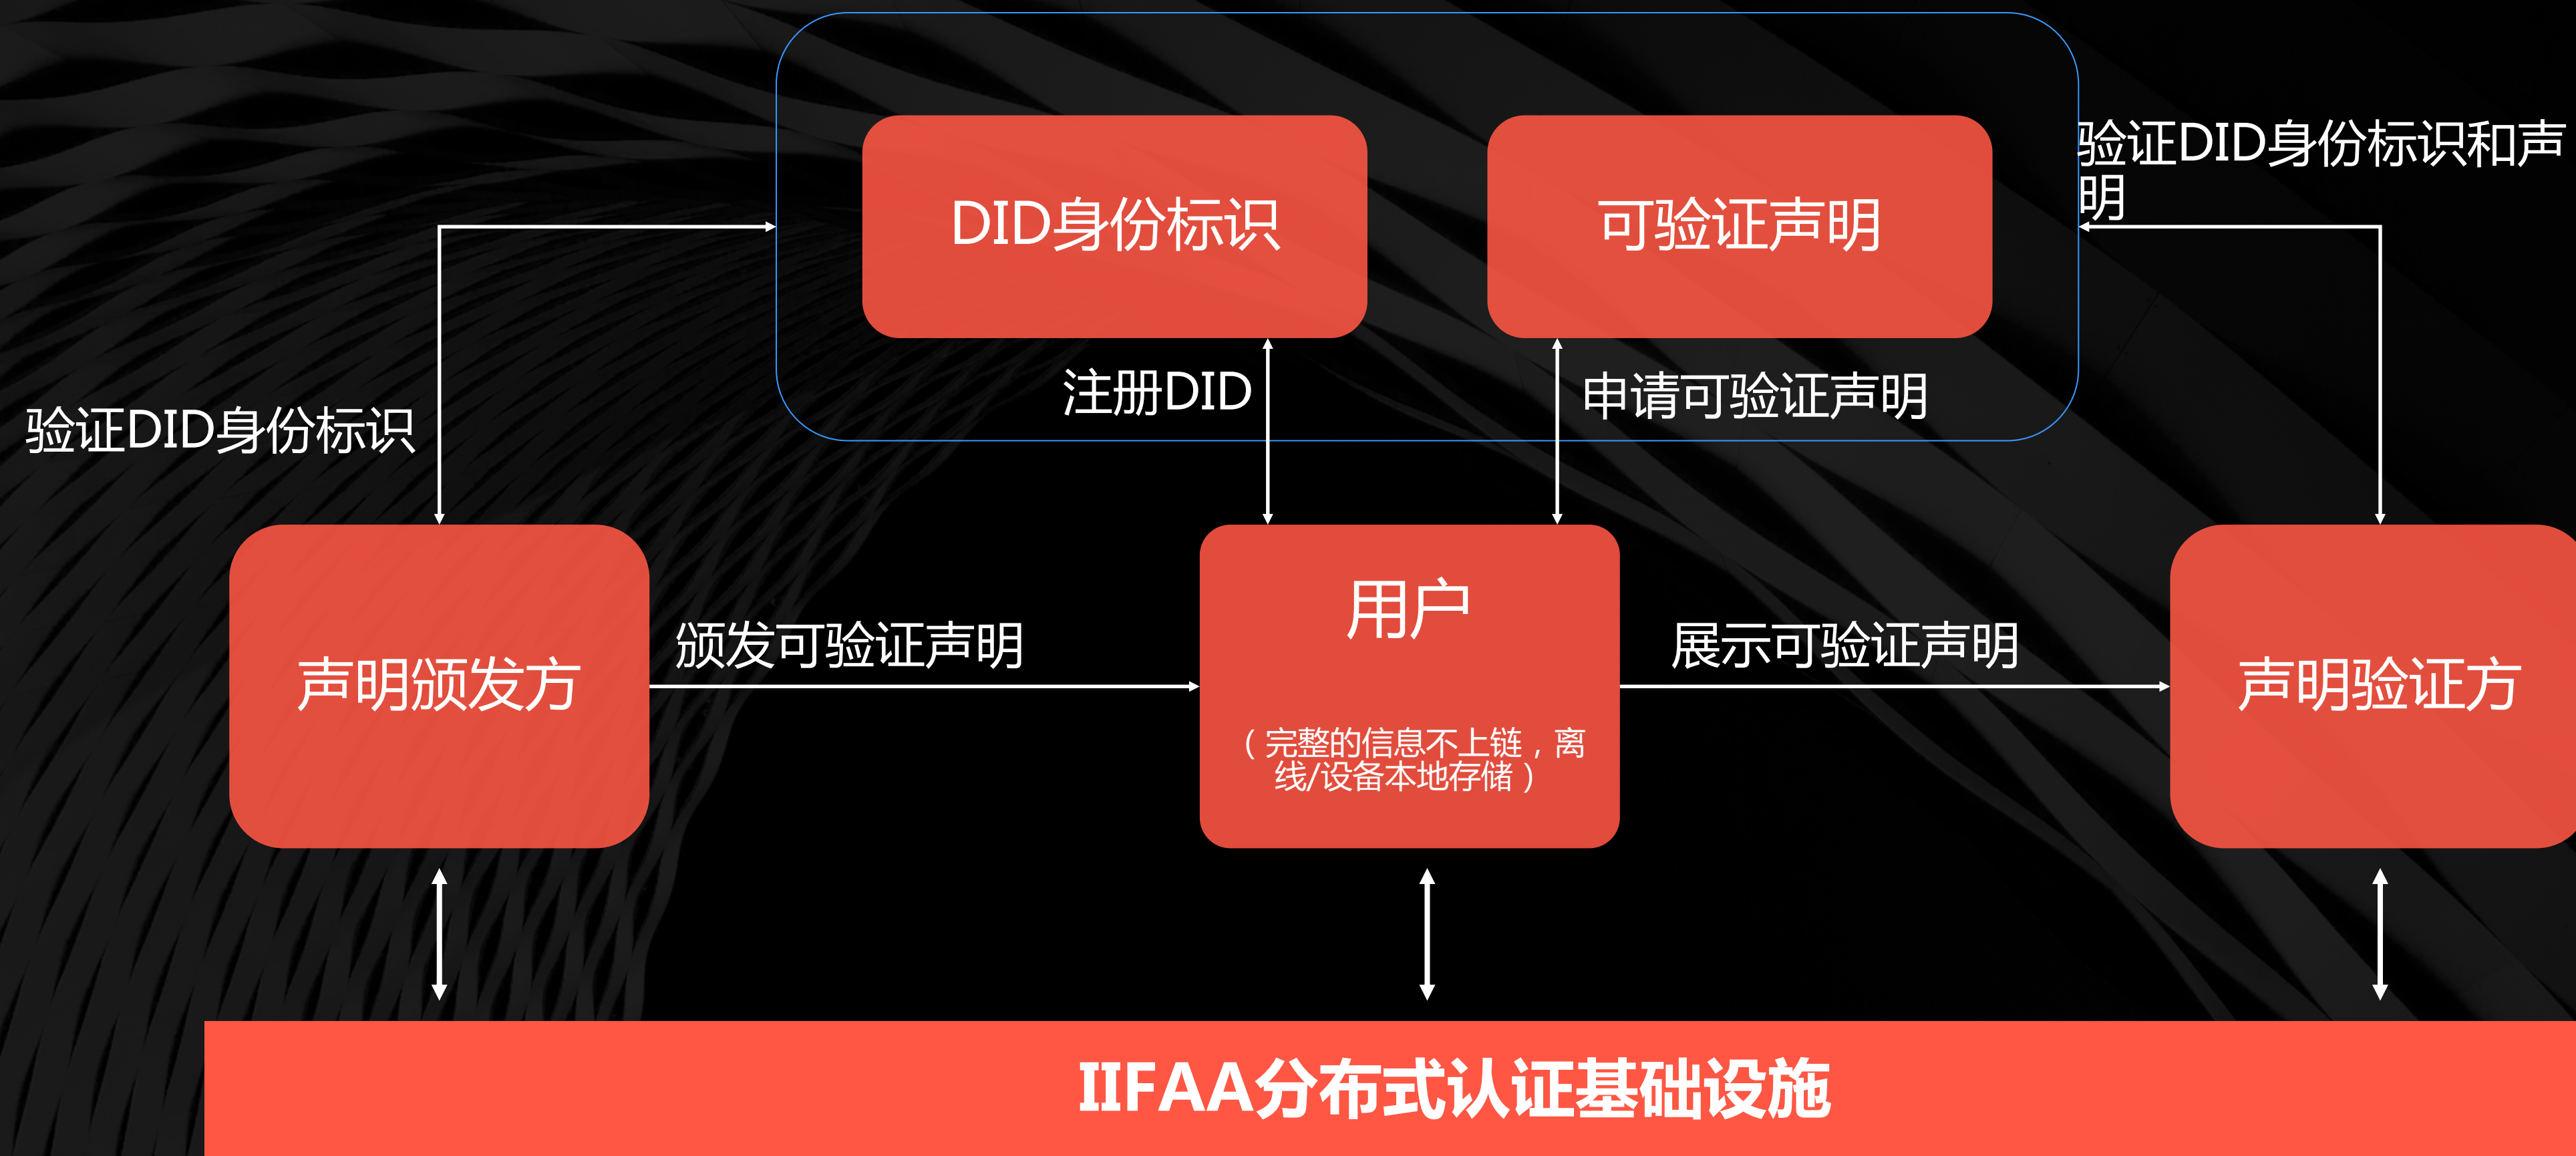 DID身份标识
可验证声明
验证DID身份标识和声
明
注册DID
申请可验证声明
验证DID身份标识
声明颁发方
颁发可验证声明
用户
（完整的信息不上链，离
线/设备本地存储）
展示可验证声明
声明验证方
IIFAA分布式认证基础设施